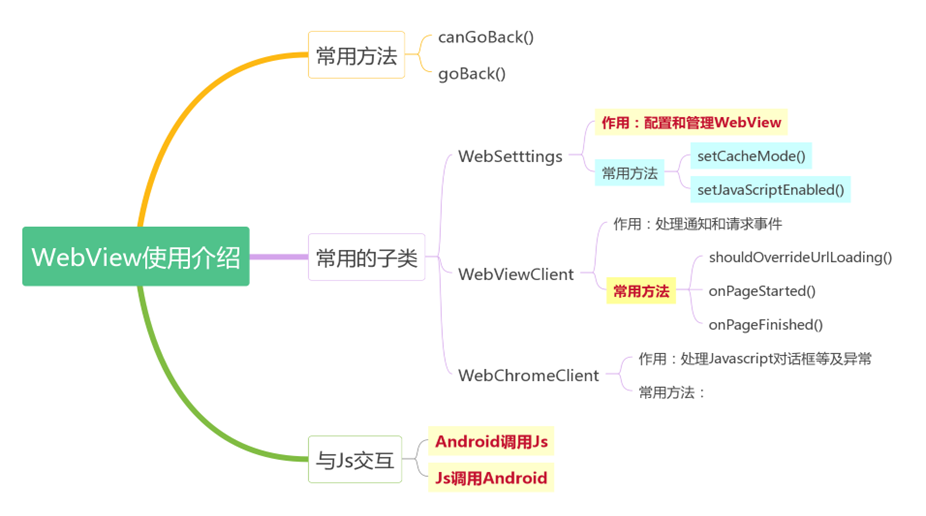 WebView使用介绍
常用方法
canGoBack()
goBack()
常用的子类
WebSetttings
作用：配置和管理WebView
常用方法
setCacheMode()
setJavaScriptEnabled()
WebViewClient
作用：处理通知和请求事件
常用方法
shouldOverrideUrlLoading()
onPageStarted()
onPageFinished()
WebChromeClient
作用：处理Javascript对话框等及异常
常用方法：
与Js交互
Android调用Js
Js调用Android